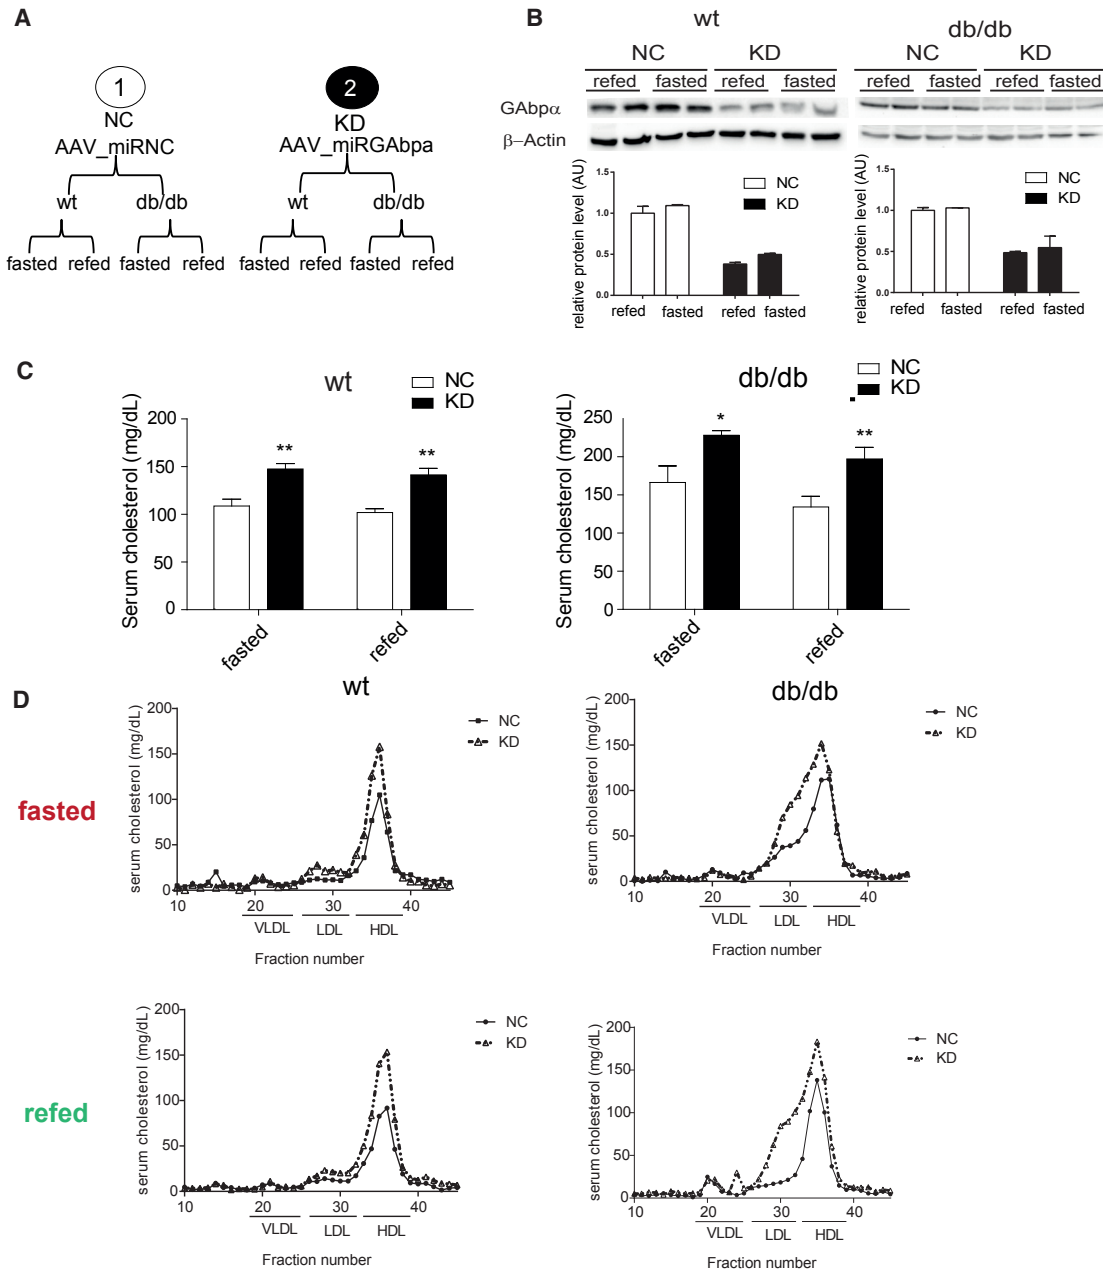 A
1
NC
AAV_miRNC
wt db/db
fasted refed fasted refed
2
KD
AAV_miRGAbpa
wt db/db
fasted refed fasted refed
B
wt
NC KD
refed fasted refed fasted
GAbpα
β–Actin
db/db
NC KD
refed fasted refed fasted
relative protein level (AU)
1.5
1.0
0.5
0.0
NC
KD
refed fasted refed fasted
relative protein level (AU)
1.5
1.0
0.5
0.0
NC
KD
refed fasted refed fasted
C
wt
NC
KD
Serum cholesterol (mg/dL)
200
150
100
50
0
** **
fasted refed
db/db
NC
KD
Serum cholesterol (mg/dL)
250
200
150
100
50
0
* **
fasted refed
D
fasted
wt
NC
KD
serum cholesterol (mg/dL)
200
150
100
50
0
10 20 30 40
VLDL LDL HDL
Fraction number
db/db
NC
KD
serum cholesterol (mg/dL)
200
150
100
50
0
10 20 30 40
VLDL LDL HDL
Fraction number
refed
NC
KD
serum cholesterol (mg/dL)
200
150
100
50
0
10 20 30 40
VLDL LDL HDL
Fraction number
NC
KD
serum cholesterol (mg/dL)
200
150
100
50
0
10 20 30 40
VLDL LDL HDL
Fraction number